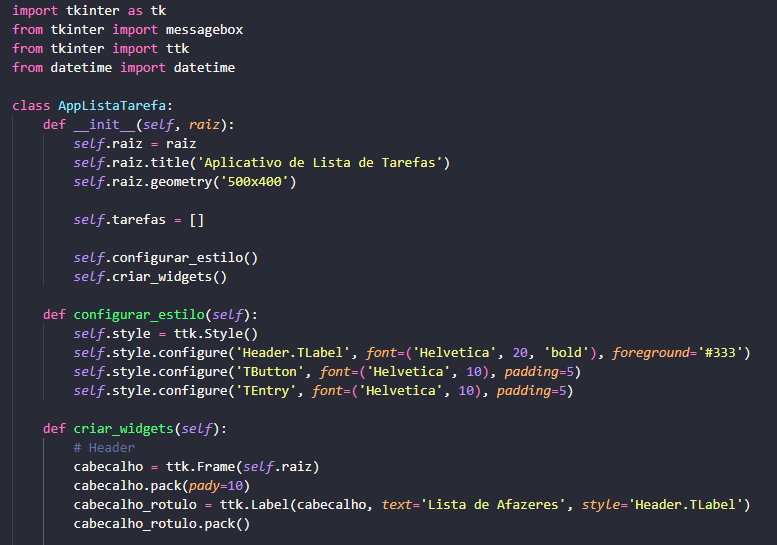 import tkinter as tk
from tkinter import messagebox
from tkinter import ttk
from datetime import datetime

class AppListaTarefa:
    def __init__(self, raiz):
        self.raiz = raiz
        self.raiz.title('Aplicativo de Lista de Tarefas')
        self.raiz.geometry('500x400')

        self.tarefas = []

        self.configurar_estilo()
        self.criar_widgets()

    def configurar_estilo(self):
        self.style = ttk.Style()
        self.style.configure('Header.TLabel', font=('Helvetica', 20, 'bold'), foreground='#333')
        self.style.configure('TButton', font=('Helvetica', 10), padding=5)
        self.style.configure('TEntry', font=('Helvetica', 10), padding=5)

    def criar_widgets(self):
        # Header
        cabecalho = ttk.Frame(self.raiz)
        cabecalho.pack(pady=10)
        cabecalho_rotulo = ttk.Label(cabecalho, text='Lista de Afazeres', style='Header.TLabel')
        cabecalho_rotulo.pack()